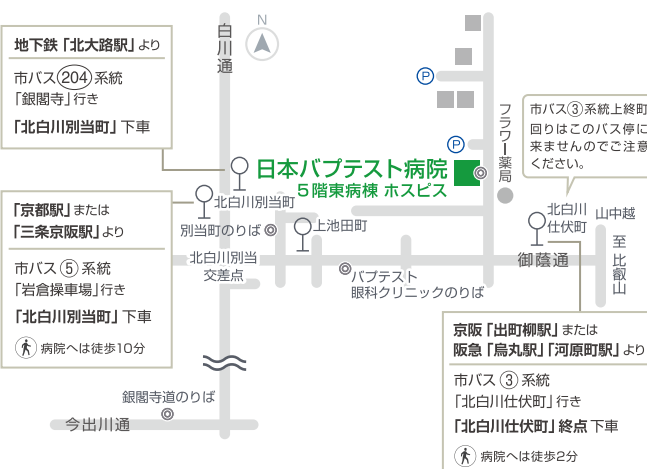 地下鉄「北大路駅」より
市バス204系統
「銀閣寺」行き
「北白川別当町」下車
「京都駅」または
「三条京阪駅」より
市バス5系統
「岩倉操車場」行き
「北白川別当町」下車
病院へは徒歩10分
白川通
N
P
P
フラワー薬局
市バス3系統上終町
回りはこのバス停に
来ませんのでご注意
ください。
日本バプテスト病院
5階東病棟 ホスピス
北白川別当町
別当町のりば
上池田町
北白川別当
交差点
バプテスト
眼科クリニックのりば
北白川
仕伏町
山中越
至比叡山
御蔭通
銀閣寺道のりば
今出川通
京阪「出町柳駅」または
阪急「烏丸駅」「河原町駅」より
市バス3系統
「北白川仕伏町」行き
「北白川仕伏町」終点下車
病院へは徒歩2分